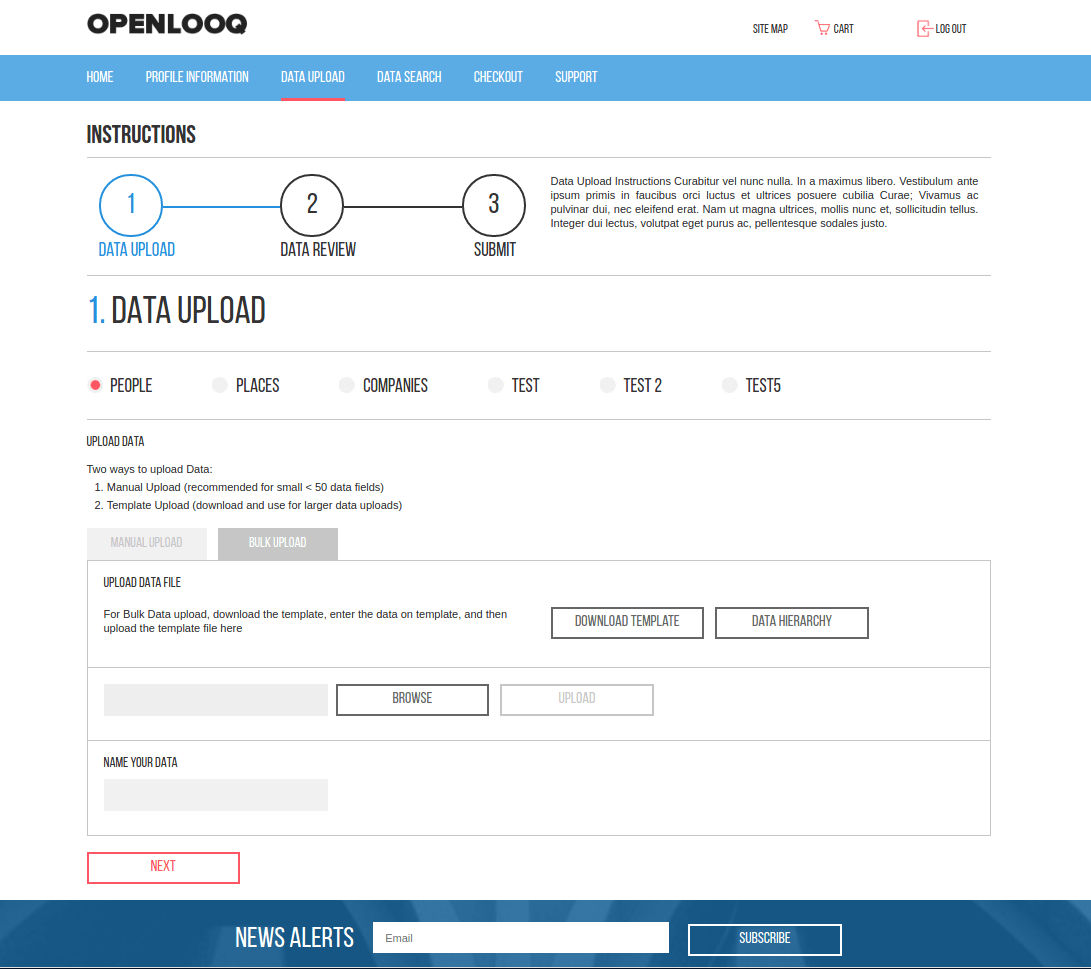 OPENLOOQ
SITE MAP CART LOG OUT
HOME PROFILE INFORMATION DATA UPLOAD DATA SEARCH CHECKOUT SUPPORT
INSTRUCTIONS
1 2 3
DATA UPLOAD DATA REVIEW SUBMIT
Data Upload Instructions Curabitur vel nunc nulla. In a maximus libero. Vestibulum ante
ipsum primis in faucibus orci luctus et ultrices posuere cubilia Curae; Vivamus ac
pulvinar dui, nec eleifend erat. Nam ut magna ultrices, mollis nunc et, sollicitudin tellus.
Integer dui lectus, volutpat eget purus ac, pellentesque sodales justo.
1. DATA UPLOAD
PEOPLE PLACES COMPANIES TEST TEST 2 TEST5
UPLOAD DATA
Two ways to upload Data:
1. Manual Upload (recommended for small < 50 data fields)
2. Template Upload (download and use for larger data uploads)
MANUAL UPLOAD BULK UPLOAD
UPLOAD DATA FILE
For Bulk Data upload, download the template, enter the data on template, and then
upload the template file here
DOWNLOAD TEMPLATE DATA HIERARCHY
BROWSE UPLOAD
NAME YOUR DATA
NEXT
NEWS ALERTS Email SUBSCRIBE